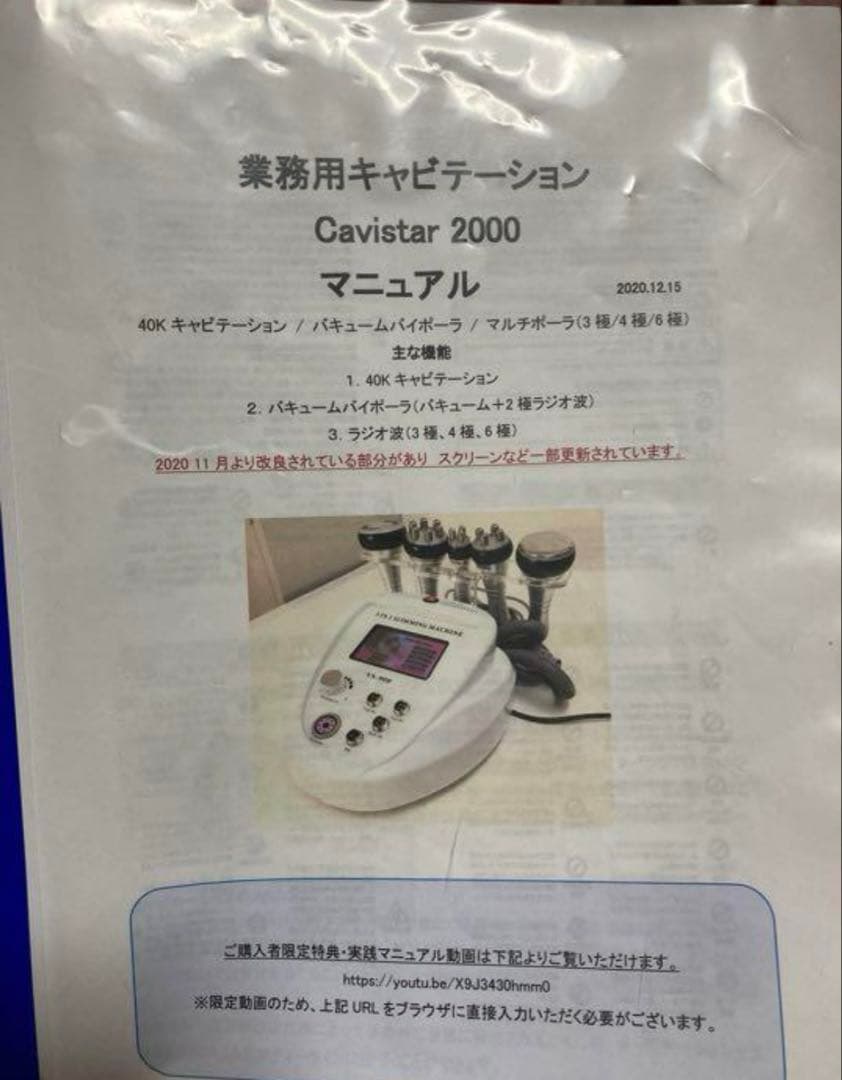 業務用キャビテーション
Cavistar 2000
マニュアル
2020.12.15
40K キャビテーション / バキュームバイポーラ / マルチポーラ(3 極/4 極/6 極)
主な機能
1. 40K キャビテーション
2. バキュームバイポーラ(バキューム+2 極ラジオ波)
3. ラジオ波(3 極、4 極、6 極)
2020 11 月より改良されている部分があり スクリーンなど一部更新されています。
SLIMMING MACHINE
ご購入者限定特典・実践マニュアル動画は下記よりご覧いただけます。
https://youtu.be/X9J3430hmm0
※限定動画のため、上記 URL をブラウザに直接入力いただく必要がございます。